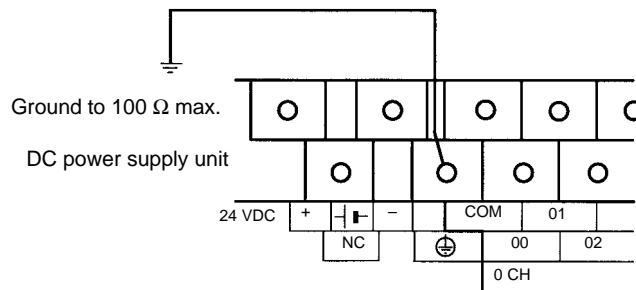 Ground to 100 Ω max.
DC power supply unit
24 VDC + − COM 01
NC 00 02
0 CH